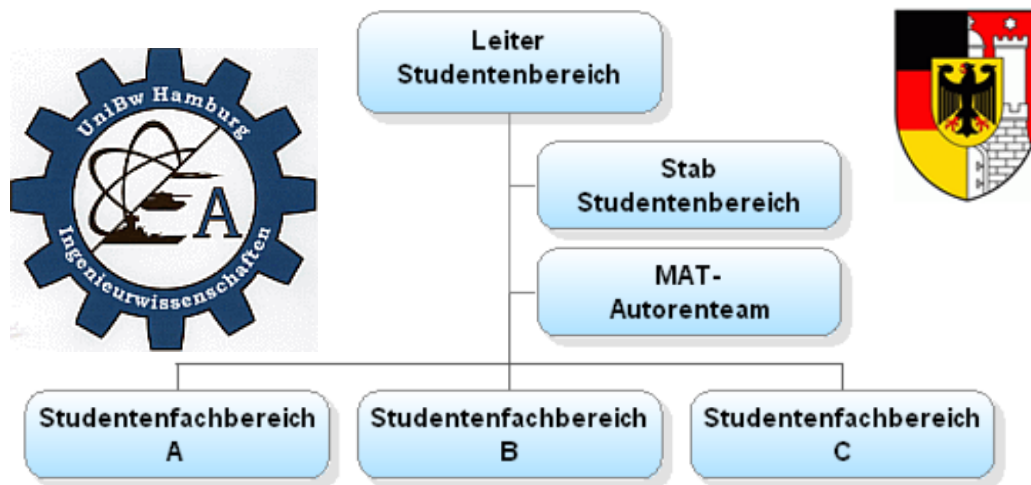 Leiter
Studentenbereich
UniBw Hamburg
A
Ingenieurwissenschaften
Stab
Studentenbereich
MAT-
Autorenteam
Studentenfachbereich
A
Studentenfachbereich
B
Studentenfachbereich
C